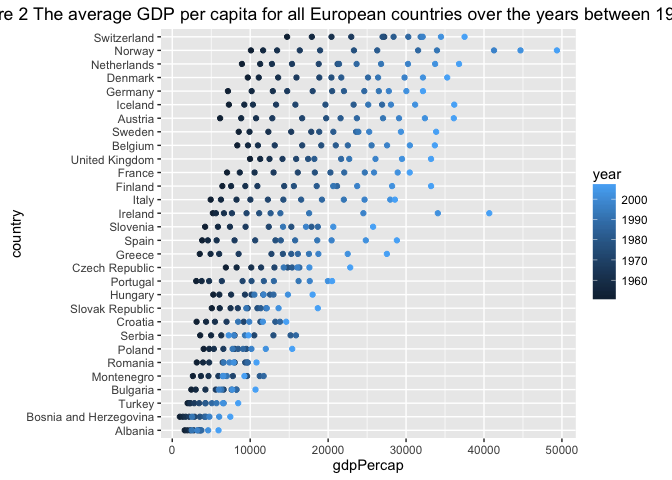 re 2 The average GDP per capita for all European countries over the years between 19
Switzerland
Norway
Netherlands
Denmark
Germany
Iceland
Austria
Sweden
Belgium
United Kingdom
France
Finland
Italy
Ireland
Slovenia
Spain
Greece
Czech Republic
Portugal
Hungary
Slovak Republic
Croatia
Serbia
Poland
Romania
Montenegro
Bulgaria
Turkey
Bosnia and Herzegovina
Albania
country
0 10000 20000 30000 40000 50000
gdpPercap
year
2000
1990
1980
1970
1960